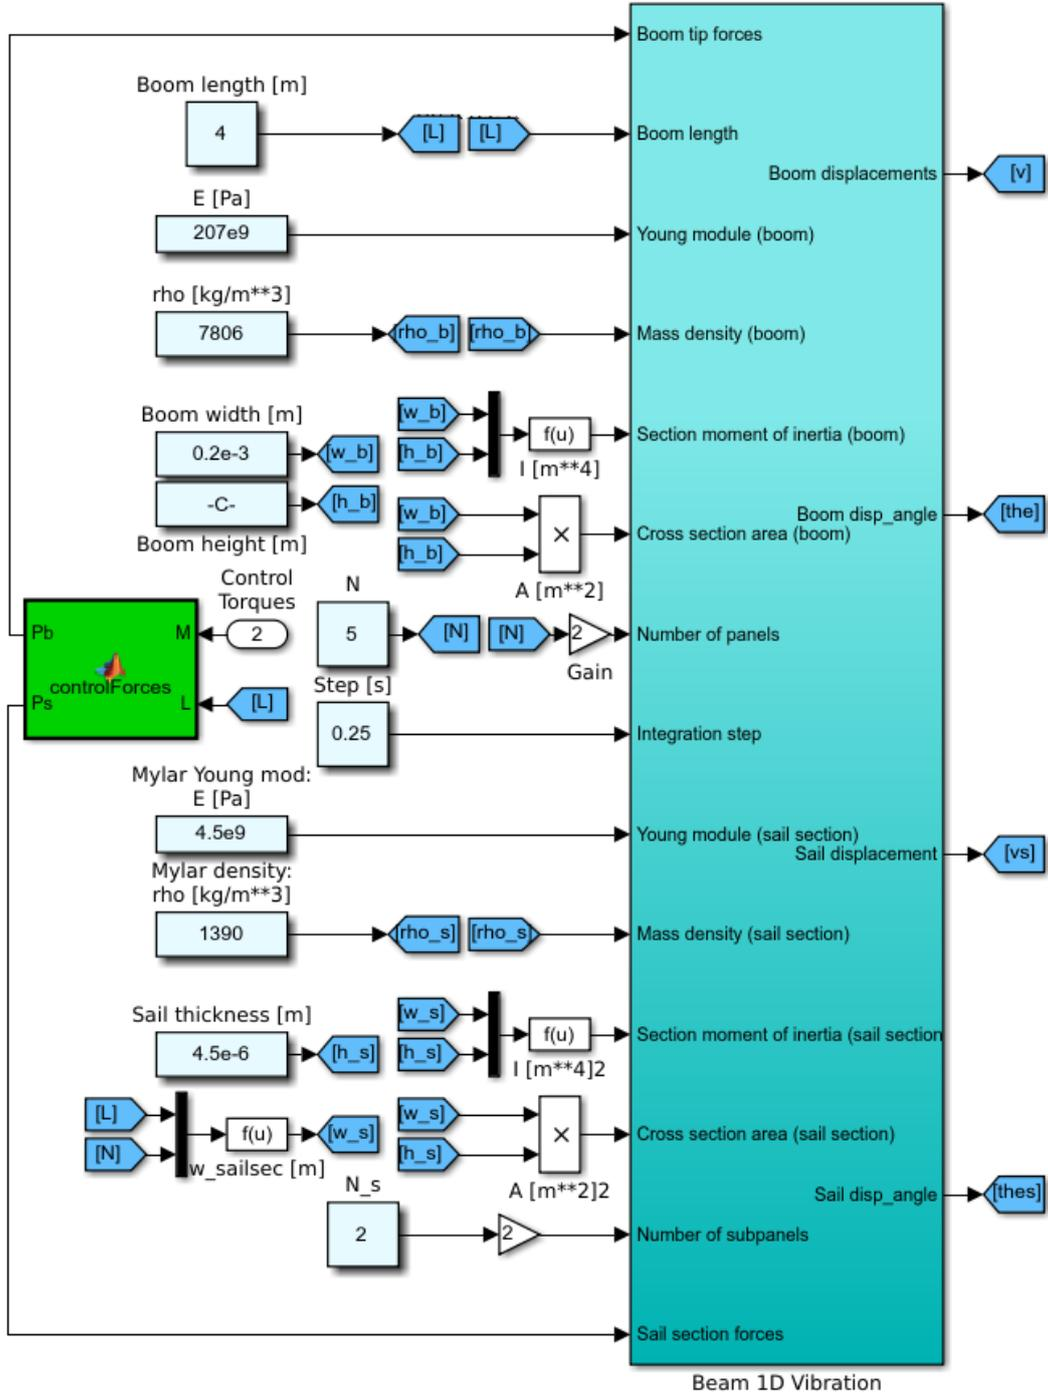 Boom tip forces
Boom length [m]
4
[L]
[L]
Boom length
Boom displacements
[v]
E [Pa]
207e9
Young module (boom)
rho [kg/m**3]
7806
[rho_b]
[rho_b]
Mass density (boom)
Boom width [m]
0.2e-3
[w_b]
[w_b]
[h_b]
f(u)
I [m**4]
Section moment of inertia (boom)
-C-
[h_b]
Boom height [m]
[w_b]
[h_b]
×
A [m**2]
Boom disp_angle
[the]
Cross section area (boom)
Control
Torques
2
Pb
M
controlForces
Ps
L
[L]
N
5
[N]
[N]
2
Gain
Number of panels
Step [s]
0.25
Integration step
Mylar Young mod:
E [Pa]
4.5e9
Young module (sail section)
Sail displacement
[vs]
Mylar density:
rho [kg/m**3]
1390
[rho_s]
[rho_s]
Mass density (sail section)
Sail thickness [m]
4.5e-6
[h_s]
[w_s]
[h_s]
f(u)
I [m**4]2
Section moment of inertia (sail section
[L]
[N]
f(u)
w_sailsec [m]
[w_s]
[w_s]
[h_s]
×
A [m**2]2
Cross section area (sail section)
Sail disp_angle
[thes]
N_s
2
2
Number of subpanels
Sail section forces
Beam 1D Vibration